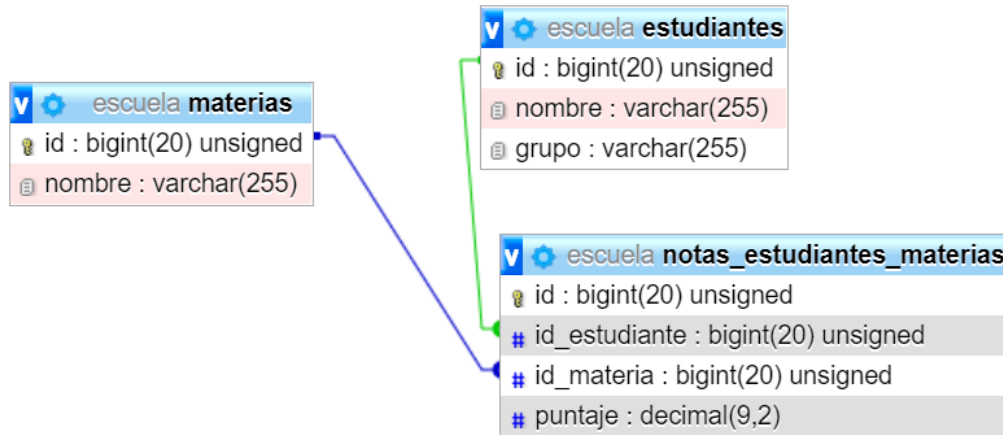 v escuela estudiantes
id : bigint(20) unsigned
nombre : varchar(255)
grupo : varchar(255)
v escuela materias
id : bigint(20) unsigned
nombre : varchar(255)
v escuela notas_estudiantes_materias
id : bigint(20) unsigned
# id_estudiante : bigint(20) unsigned
# id_materia : bigint(20) unsigned
# puntaje : decimal(9,2)